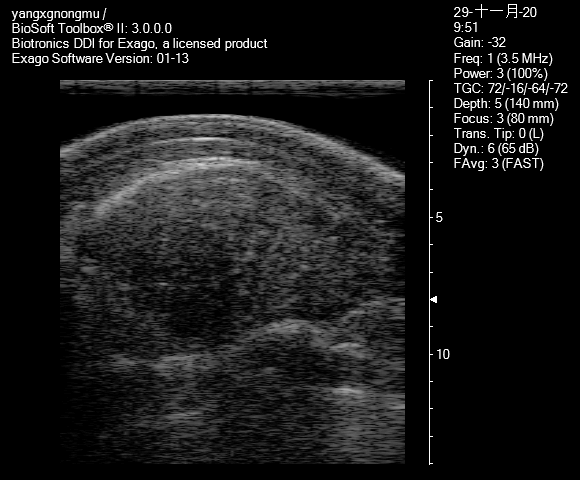 yangxgnongmu /
BioSoft Toolbox® II: 3.0.0.0
Biotronics DDI for Exago, a licensed product
Exago Software Version: 01-13
29-十一月-20
9:51
Gain: -32
Freq: 1 (3.5 MHz)
Power: 3 (100%)
TGC: 72/-16/-64/-72
Depth: 5 (140 mm)
Focus: 3 (80 mm)
Trans. Tip: 0 (L)
Dyn.: 6 (65 dB)
FAvg: 3 (FAST)
5
10